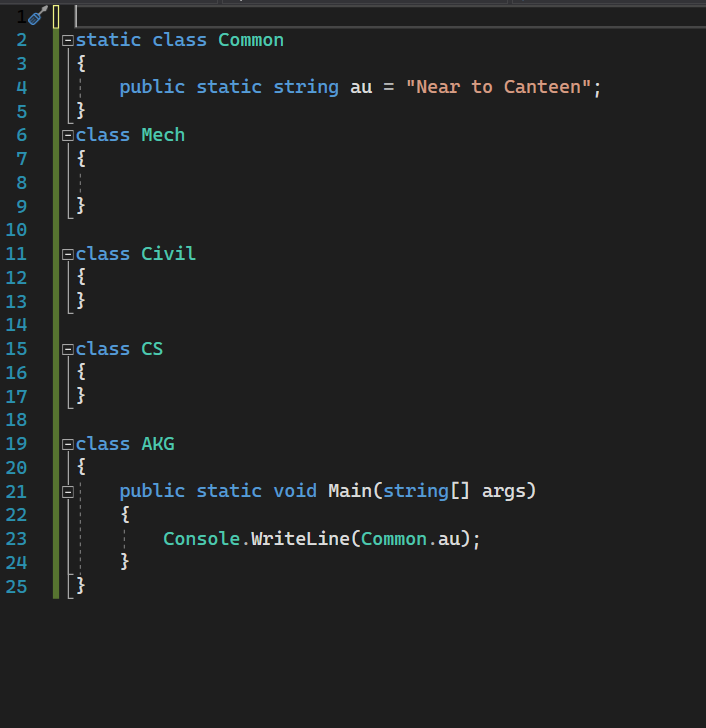 1
2 static class Common
3 {
4     public static string au = "Near to Canteen";
5 }
6 class Mech
7 {
8
9 }
10
11 class Civil
12 {
13 }
14
15 class CS
16 {
17 }
18
19 class AKG
20 {
21     public static void Main(string[] args)
22     {
23         Console.WriteLine(Common.au);
24     }
25 }